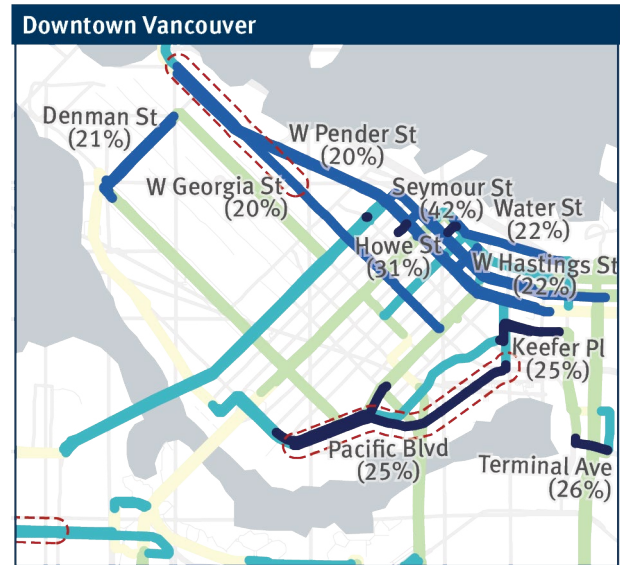 Downtown Vancouver
Denman St
(21%)
W Pender St
(20%)
W Georgia St
(20%)
Seymour St
(42%)
Water St
(22%)
Howe St
(31%)
W Hastings St
(22%)
Keefer Pl
(25%)
Pacific Blvd
(25%)
Terminal Ave
(26%)